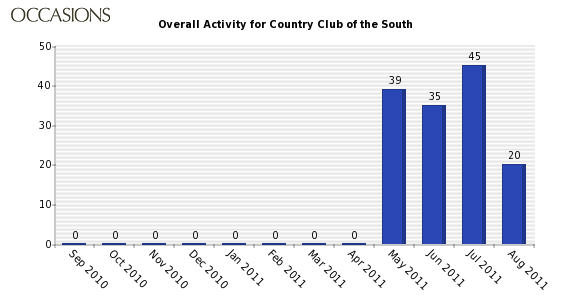 OCCASIONS
Overall Activity for Country Club of the South
50
40
30
20
10
0
0 0 0 0 0 0 0 0 39 35 45 20
Sep 2010
Oct 2010
Nov 2010
Dec 2010
Jan 2011
Feb 2011
Mar 2011
Apr 2011
May 2011
Jun 2011
Jul 2011
Aug 2011